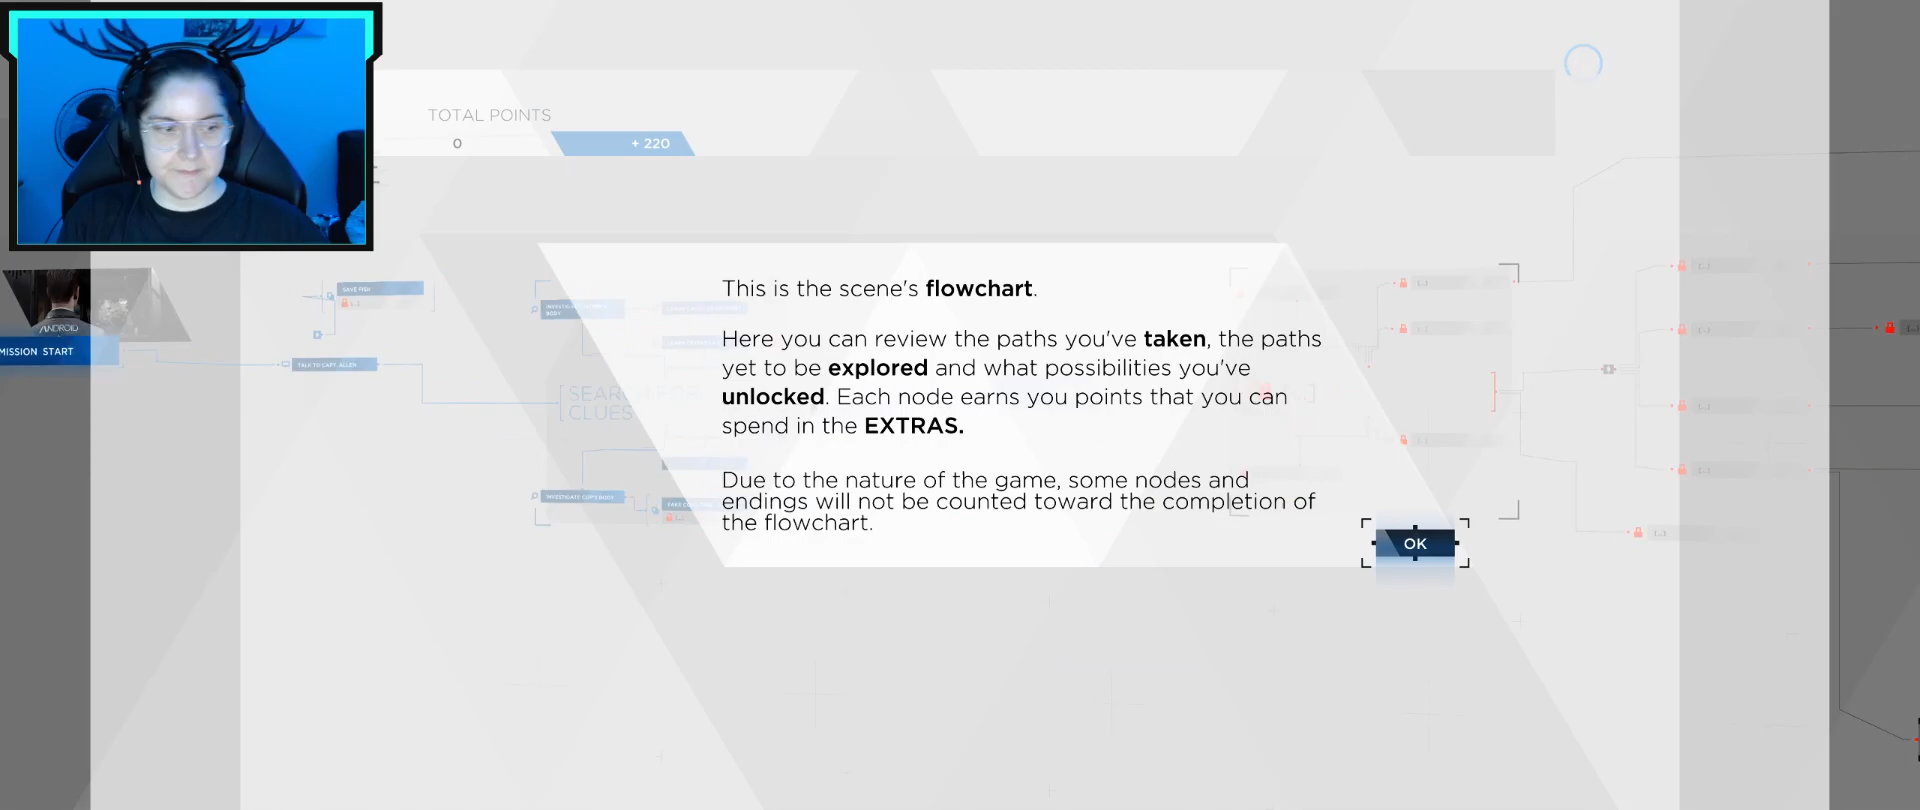 TOTAL POINTS
0
+ 220
This is the scene's flowchart.
Here you can review the paths you've taken, the paths
yet to be explored and what possibilities you've
unlocked. Each node earns you points that you can
spend in the EXTRAS.
Due to the nature of the game, some nodes and
endings will not be counted toward the completion of
the flowchart.
OK
SAVE FISH
ANDROID
MISSION START
TALK TO CAPT. ALLEN
SEARCH FOR
CLUES
BODY
INVESTIGATE COP'S BODY